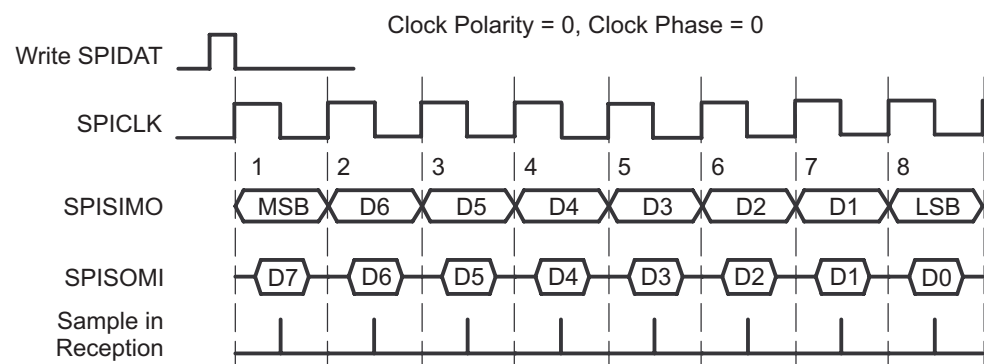 Clock Polarity = 0, Clock Phase = 0
Write SPIDAT
SPICLK
1 2 3 4 5 6 7 8
SPISIMO MSB D6 D5 D4 D3 D2 D1 LSB
SPISOMI D7 D6 D5 D4 D3 D2 D1 D0
Sample in
Reception